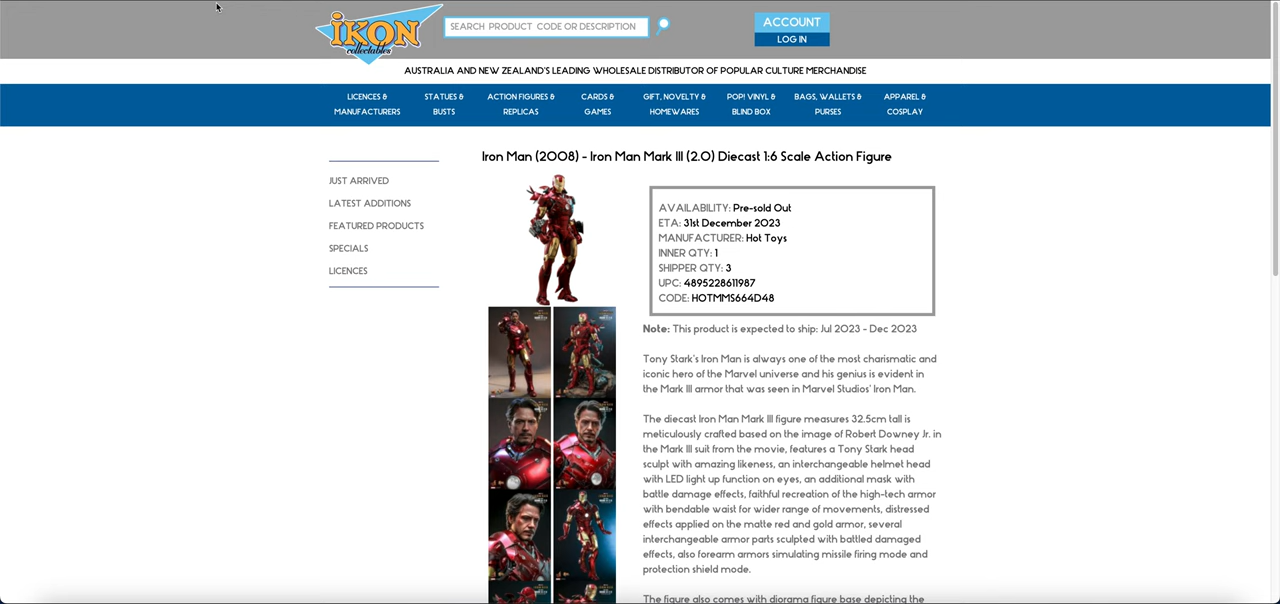 iKON
collectables
SEARCH PRODUCT CODE OR DESCRIPTION
ACCOUNT
LOG IN
AUSTRALIA AND NEW ZEALAND'S LEADING WHOLESALE DISTRIBUTOR OF POPULAR CULTURE MERCHANDISE
LICENCES &
MANUFACTURERS
STATUES &
BUSTS
ACTION FIGURES &
REPLICAS
CARDS &
GAMES
GIFT, NOVELTY &
HOMEWARES
POP! VINYL &
BLIND BOX
BAGS, WALLETS &
PURSES
APPAREL &
COSPLAY
JUST ARRIVED
LATEST ADDITIONS
FEATURED PRODUCTS
SPECIALS
LICENCES
Iron Man (2008) - Iron Man Mark III (2.0) Diecast 1:6 Scale Action Figure
AVAILABILITY: Pre-sold Out
ETA: 31st December 2023
MANUFACTURER: Hot Toys
INNER QTY: 1
SHIPPER QTY: 3
UPC: 4895228611987
CODE: HOTMMS664D48
Note: This product is expected to ship: Jul 2023 - Dec 2023
Tony Stark's Iron Man is always one of the most charismatic and
iconic hero of the Marvel universe and his genius is evident in
the Mark III armor that was seen in Marvel Studios' Iron Man.
The diecast Iron Man Mark III figure measures 32.5cm tall is
meticulously crafted based on the image of Robert Downey Jr. in
the Mark III suit from the movie, features a Tony Stark head
sculpt with amazing likeness, an interchangeable helmet head
with LED light up function on eyes, an additional mask with
battle damage effects, faithful recreation of the high-tech armor
with bendable waist for wider range of movements, distressed
effects applied on the matte red and gold armor, several
interchangeable armor parts sculpted with battled damaged
effects, also forearm armors simulating missile firing mode and
protection shield mode.
The figure also comes with diorama figure base depicting the